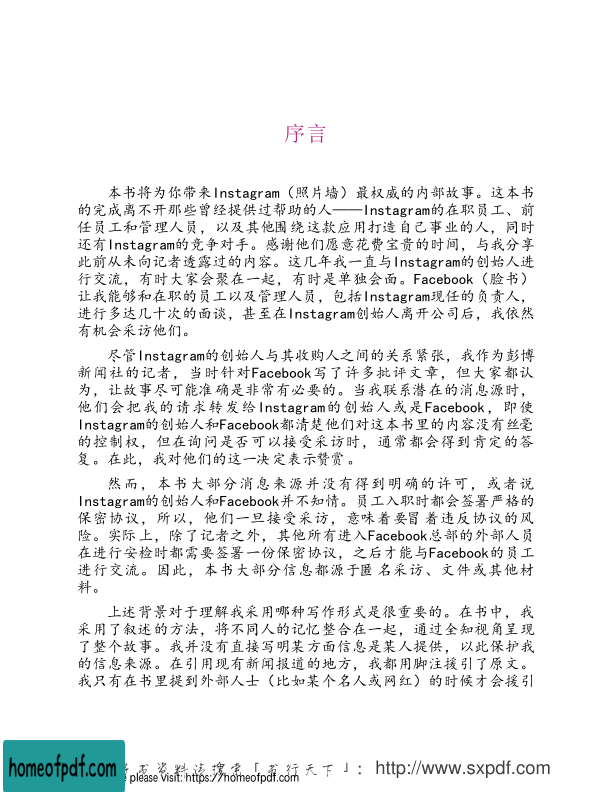 序言
本书将为你带来Instagram（照片墙）最权威的内部故事。这本书
的完成离不开那些曾经提供过帮助的人——Instagram的在职员工、前
任员工和管理人员，以及其他围绕这款应用打造自己事业的人，同时
还有Instagram的竞争对手。感谢他们愿意花费宝贵的时间，与我分享
此前从未向记者透露过的内容。这几年我一直与Instagram的创始人进
行交流，有时大家会聚在一起，有时是单独会面。Facebook（脸书）
让我能够和在职的员工以及管理人员，包括Instagram现任的负责人，
进行多达几十次的面谈，甚至在Instagram创始人离开公司后，我依然
有机会采访他们。
尽管Instagram的创始人与其收购人之间的关系紧张，我作为彭博
新闻社的记者，当时针对Facebook写了许多批评文章，但大家都认
为，让故事尽可能准确是非常有必要的。当我联系潜在的消息源时，
他们会把我的请求转发给Instagram的创始人或是Facebook，即使
Instagram的创始人和Facebook都清楚他们对这本书里的内容没有丝毫
的控制权，但在询问是否可以接受采访时，通常都会得到肯定的答
复。在此，我对他们的这一决定表示赞赏。
然而，本书大部分消息来源并没有得到明确的许可，或者说
Instagram的创始人和Facebook并不知情。员工入职时都会签署严格的
保密协议，所以，他们一旦接受采访，意味着要冒着违反协议的风
险。实际上，除了记者之外，其他所有进入Facebook总部的外部人员
在进行安检时都需要签署一份保密协议，之后才能与Facebook的员工
进行交流。因此，本书大部分信息都源于匿名采访、文件或其他材
料。
上述背景对于理解我采用哪种写作形式是很重要的。在书中，我
采用了叙述的方法，将不同人的记忆整合在一起，通过全知视角呈现
了整个故事。我并没有直接写明某方面信息是某人提供，以此保护我
的信息来源。在引用现有新闻报道的地方，我都用脚注援引了原文。
我只有在书里提到外部人士（比如某个名人或网红）的时候才会援引
书资料请搜索「书行天下」：http://www.sxpdf.com
please visit: https://homeofpdf.com
homeofpdf.com